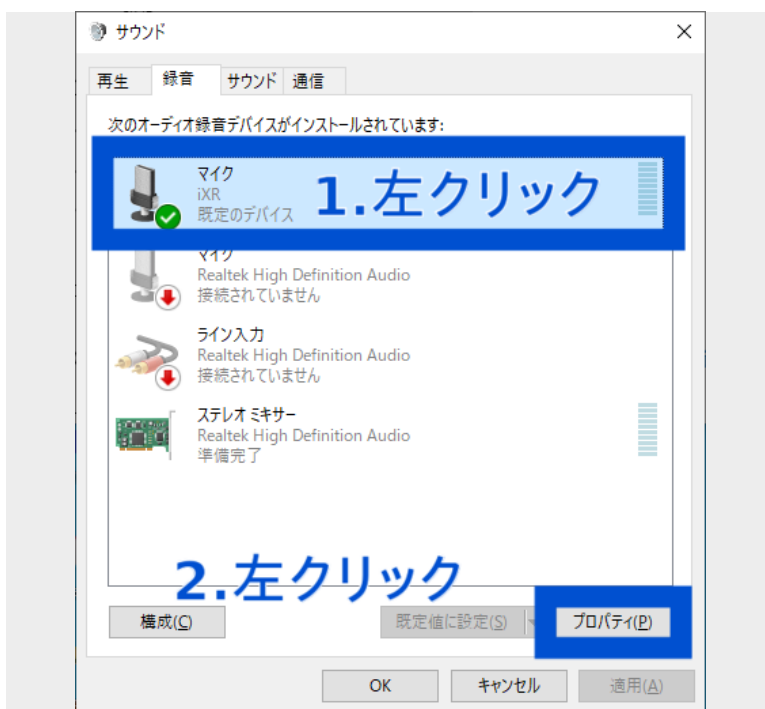 サウンド
再生 録音 サウンド 通信
次のオーディオ録音デバイスがインストールされています:
マイク
iXR
既定のデバイス
1.左クリック
マイク
Realtek High Definition Audio
接続されていません
ライン入力
Realtek High Definition Audio
接続されていません
ステレオ ミキサー
Realtek High Definition Audio
準備完了
2.左クリック
構成(C) 既定値に設定(S) プロパティ(P)
OK キャンセル 適用(A)